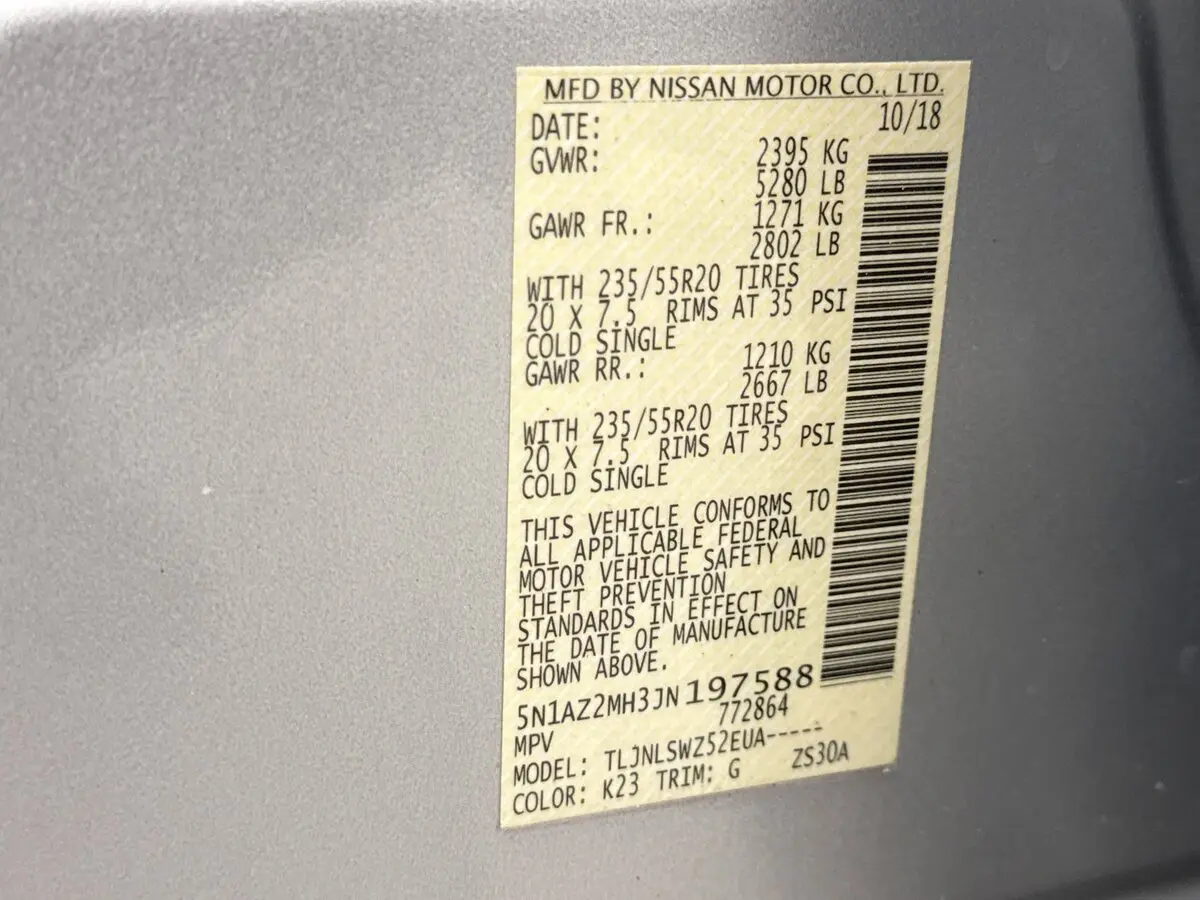 MFD BY NISSAN MOTOR CO., LTD.
DATE: 10/18
GVWR: 2395 KG
5280 LB
GAWR FR.: 1271 KG
2802 LB
WITH 235/55R20 TIRES
20 X 7.5 RIMS AT 35 PSI
COLD SINGLE
GAWR RR.: 1210 KG
2667 LB
WITH 235/55R20 TIRES
20 X 7.5 RIMS AT 35 PSI
COLD SINGLE
THIS VEHICLE CONFORMS TO
ALL APPLICABLE FEDERAL
MOTOR VEHICLE SAFETY AND
THEFT PREVENTION
STANDARDS IN EFFECT ON
THE DATE OF MANUFACTURE
SHOWN ABOVE.
5N1AZ2MH3JN197588
MPV 772864
MODEL: TLJNLSWZ52EUA-----
COLOR: K23 TRIM: G ZS30A